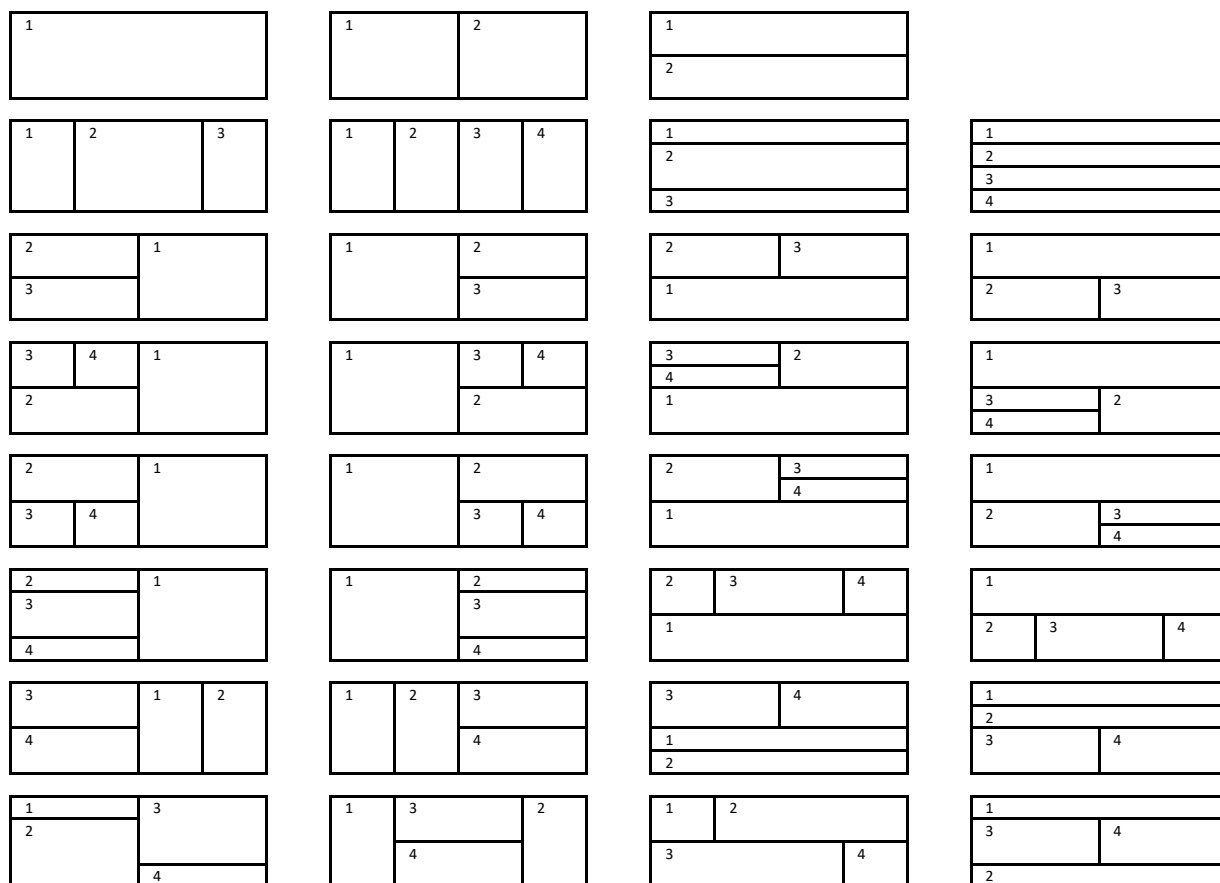 1 1 2 1
2
1 2 3 1 2 3 4 1 1
2 2
3
3 4
2 1 1 2 2 3 1
3 3 1 2 3
3 4 1 1 3 4 3 2 1
4
2 2 1 3 2
4
2 1 1 2 2 3 1
4
3 4 3 4 1 2 3
4
2 1 1 2 2 3 4 1
3 3
1 2 3 4
4 4
3 1 2 1 2 3 3 4 1
2
4 4 1 3 4
2
1 3 1 3 2 1 2 1
2 3 4
4 3 4
4 2